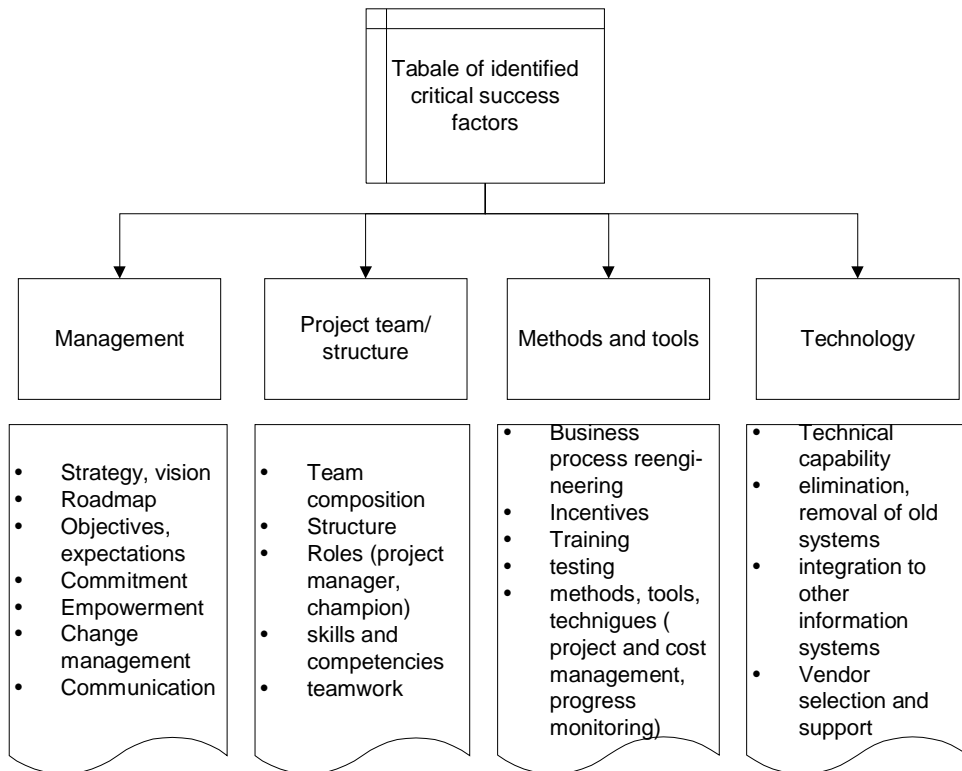 Tabale of identified
critical success
factors
Management
Project team/
structure
Methods and tools
Technology
• Strategy, vision
• Roadmap
• Objectives,
expectations
• Commitment
• Empowerment
• Change
management
• Communication
• Team
composition
• Structure
• Roles (project
manager,
champion)
• skills and
competencies
• teamwork
• Business
process reengi-
neering
• Incentives
• Training
• testing
• methods, tools,
technigues (
project and cost
management,
progress
monitoring)
• Technical
capability
• elimination,
removal of old
systems
• integration to
other
information
systems
• Vendor
selection and
support